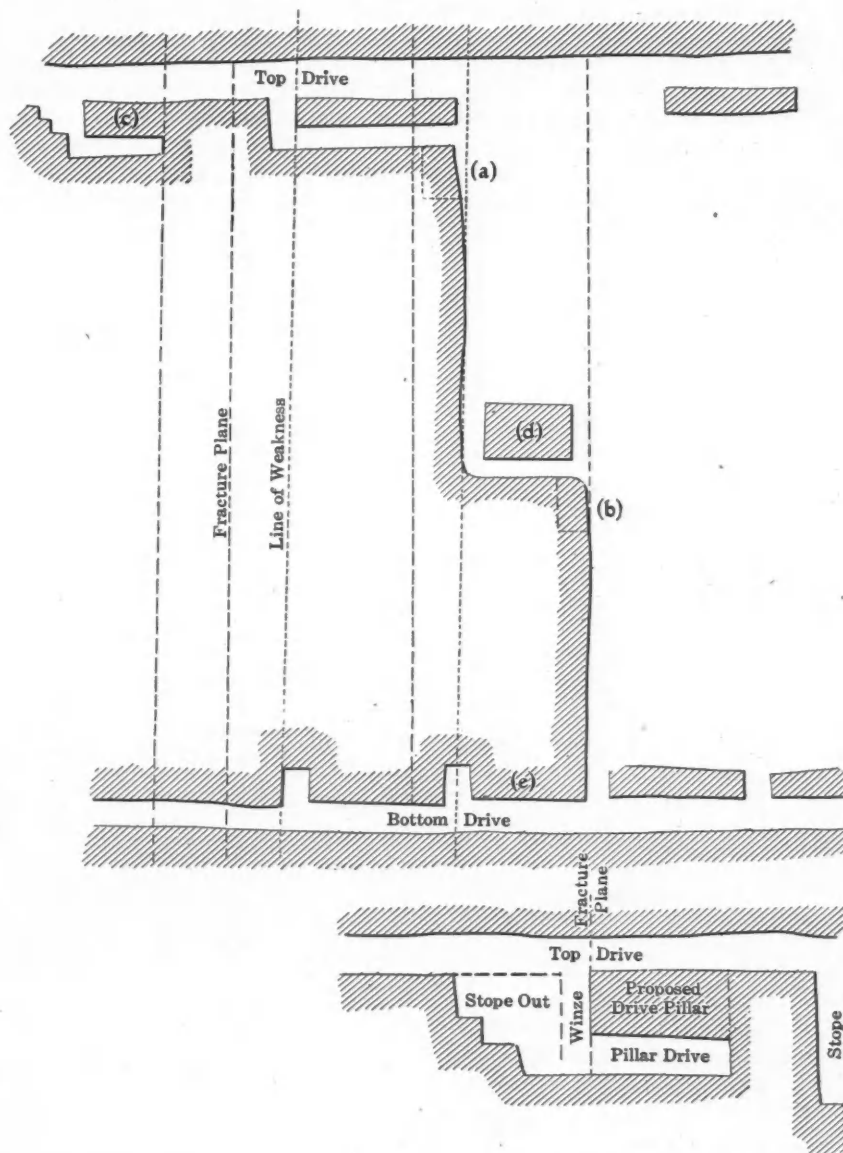 Top Drive
(c)
(a)
Fracture Plane
Line of Weakness
(d)
(b)
(e)
Bottom Drive
Fracture
Plane
Top Drive
Stope Out
Winze
Proposed
Drive Pillar
Pillar Drive
Stope